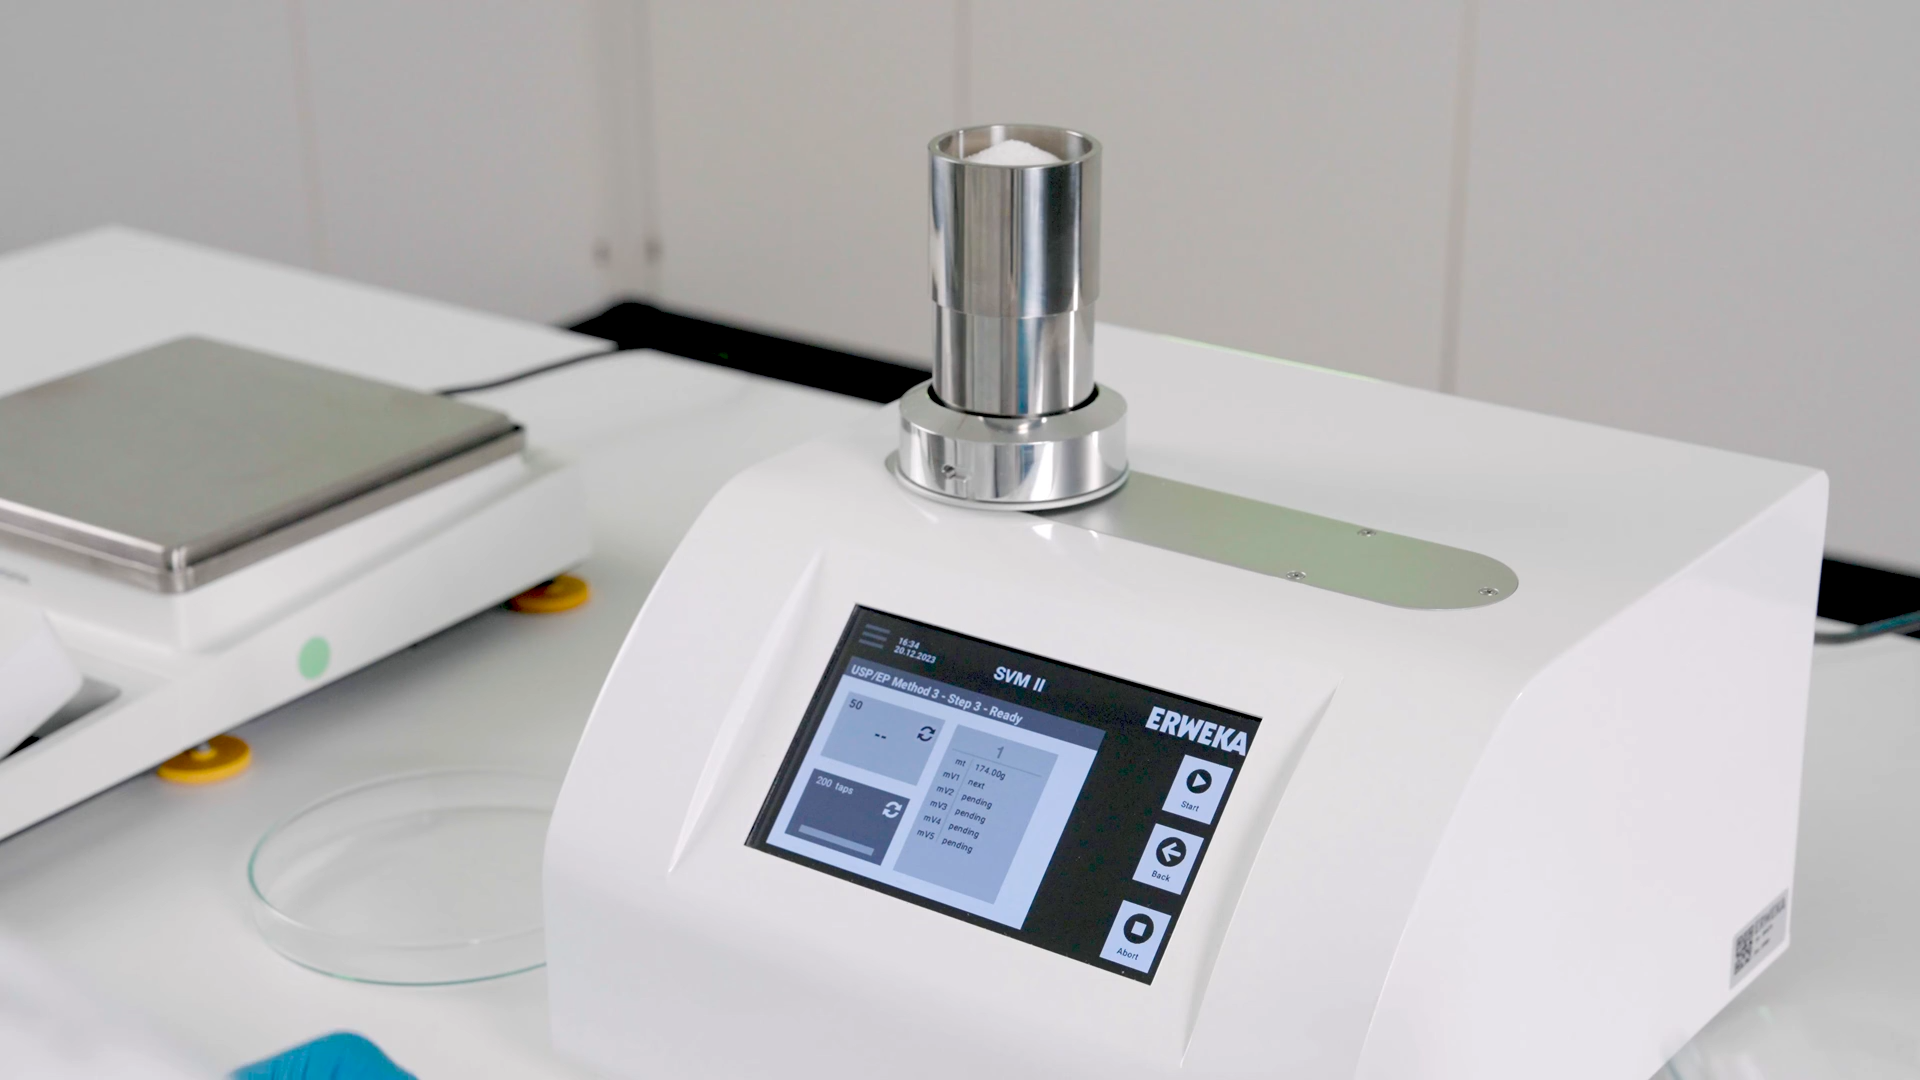 16:34
20.12.2023
SVM II
ERWEKA
USP/EP Method 3 - Step 3 - Ready
50
--
200 taps
1
mt 174.00g
mV1 next
mV2 pending
mV3 pending
mV4 pending
mV5 pending
Start
Back
Abort
ERWEKA